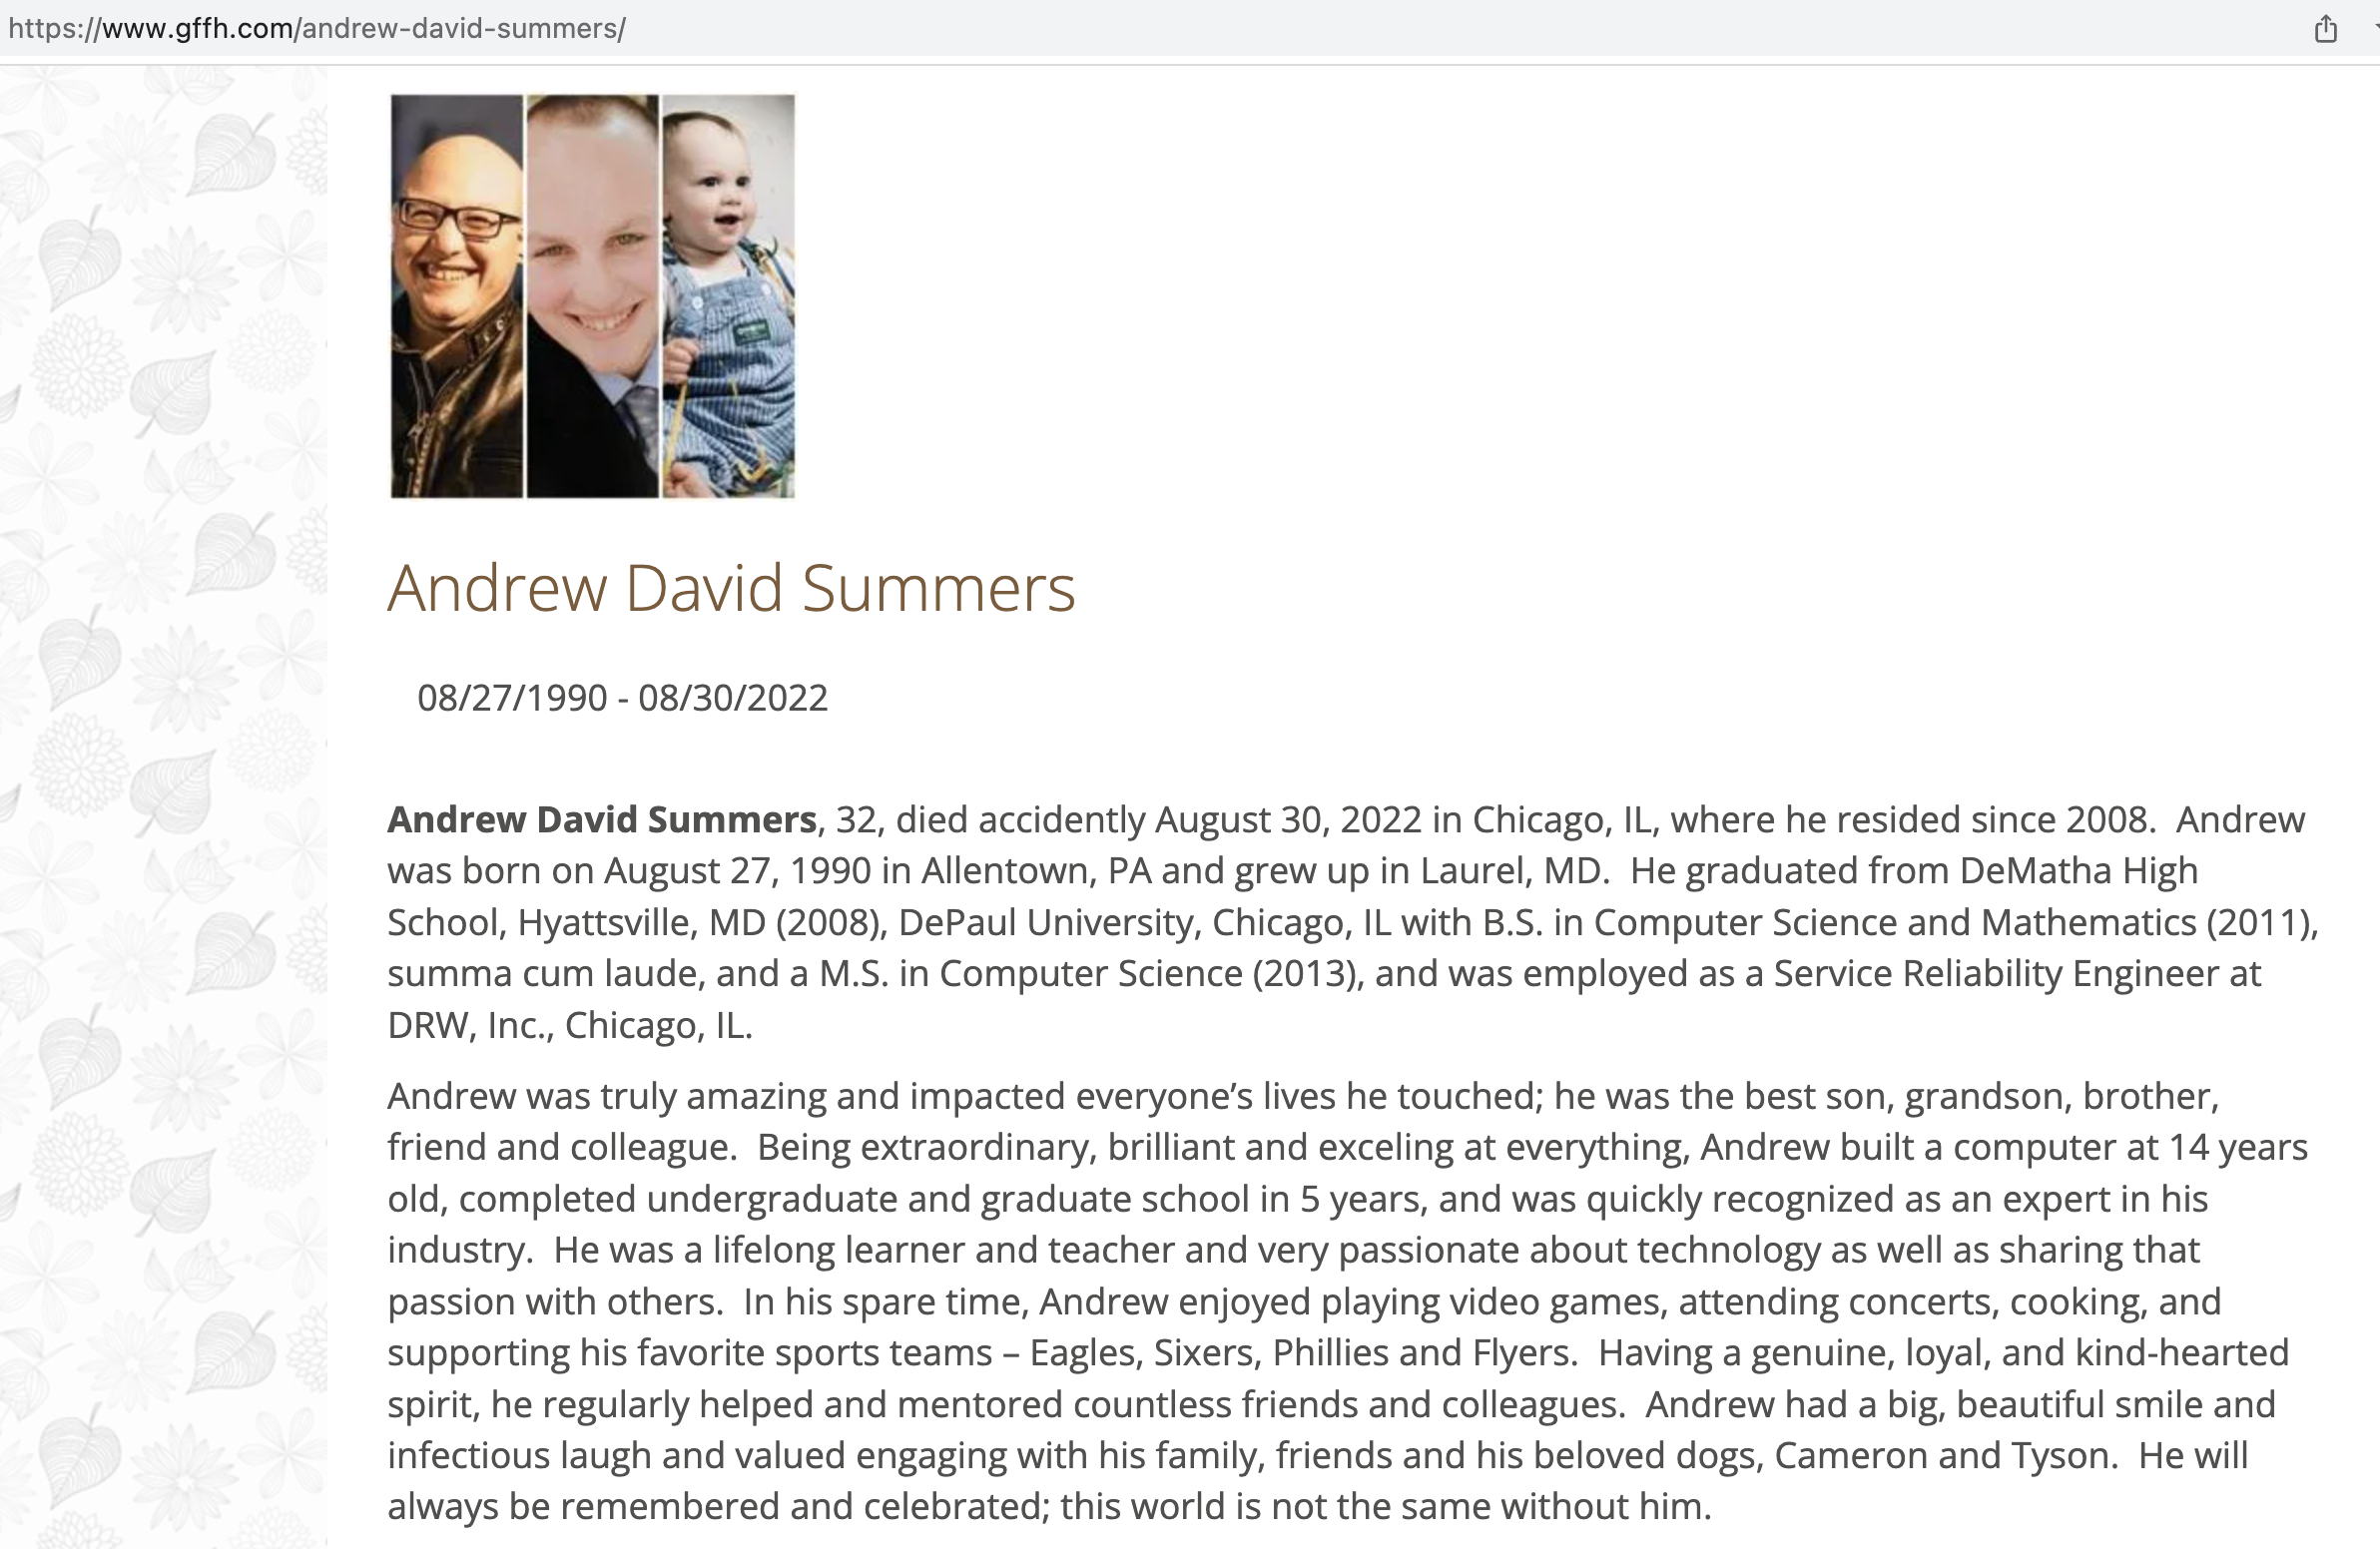 https://www.gffh.com/andrew-david-summers/
Andrew David Summers
08/27/1990 - 08/30/2022
Andrew David Summers, 32, died accidently August 30, 2022 in Chicago, IL, where he resided since 2008.  Andrew
was born on August 27, 1990 in Allentown, PA and grew up in Laurel, MD.  He graduated from DeMatha High
School, Hyattsville, MD (2008), DePaul University, Chicago, IL with B.S. in Computer Science and Mathematics (2011),
summa cum laude, and a M.S. in Computer Science (2013), and was employed as a Service Reliability Engineer at
DRW, Inc., Chicago, IL.
Andrew was truly amazing and impacted everyone’s lives he touched; he was the best son, grandson, brother,
friend and colleague.  Being extraordinary, brilliant and exceling at everything, Andrew built a computer at 14 years
old, completed undergraduate and graduate school in 5 years, and was quickly recognized as an expert in his
industry.  He was a lifelong learner and teacher and very passionate about technology as well as sharing that
passion with others.  In his spare time, Andrew enjoyed playing video games, attending concerts, cooking, and
supporting his favorite sports teams – Eagles, Sixers, Phillies and Flyers.  Having a genuine, loyal, and kind-hearted
spirit, he regularly helped and mentored countless friends and colleagues.  Andrew had a big, beautiful smile and
infectious laugh and valued engaging with his family, friends and his beloved dogs, Cameron and Tyson.  He will
always be remembered and celebrated; this world is not the same without him.